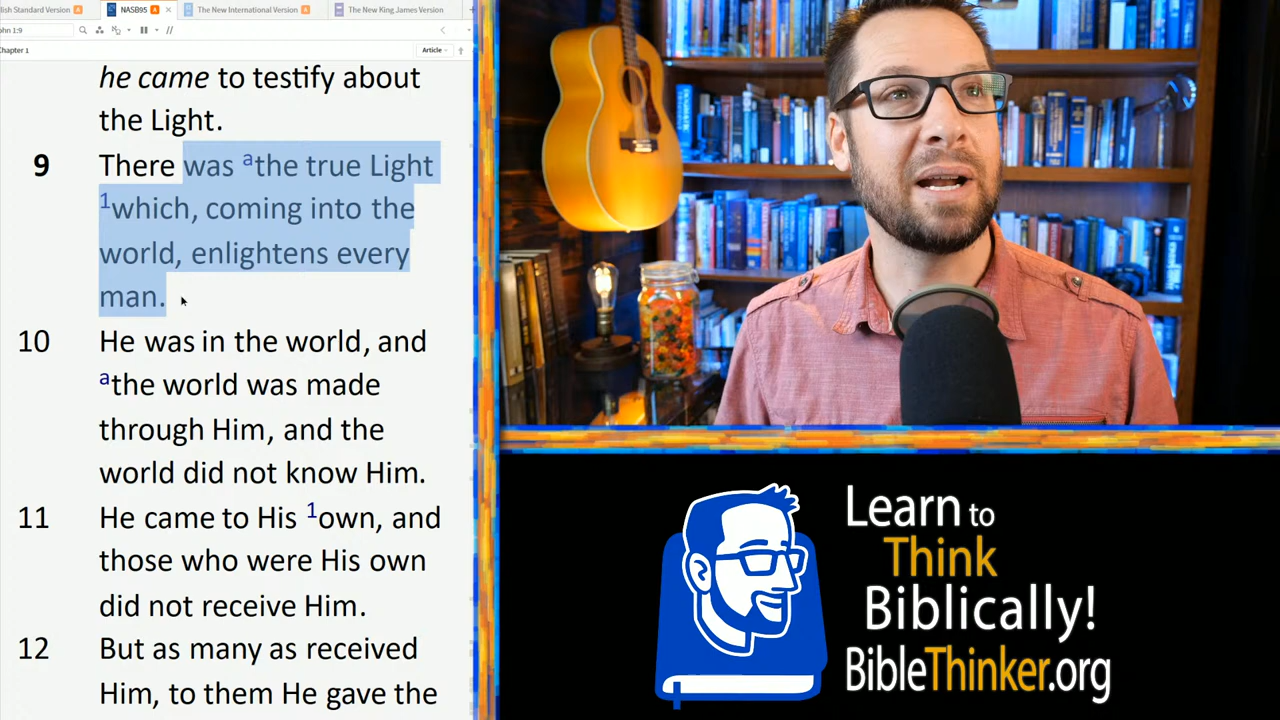 lish Standard Version
NASB95
The New International Version
The New King James Version
ohn 1:9
Chapter 1
Article
he came to testify about
the Light.
9 There was ᵃthe true Light
¹which, coming into the
world, enlightens every
man.
10 He was in the world, and
ᵃthe world was made
through Him, and the
world did not know Him.
11 He came to His ¹own, and
those who were His own
did not receive Him.
12 But as many as received
Him, to them He gave the
Learn to
Think
Biblically!
BibleThinker.org